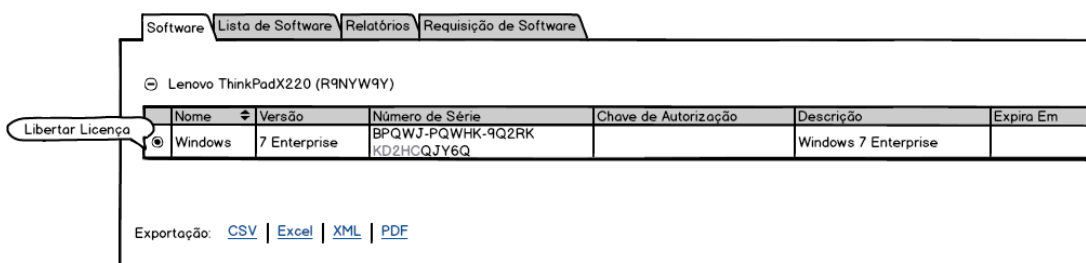 Software Lista de Software Relatórios Requisição de Software
Lenovo ThinkPadX220 (R9NYW9Y)
Nome Versão Número de Série Chave de Autorização Descrição Expira Em
Libertar Licença
Windows 7 Enterprise BPQWJ-PQWHK-9Q2RK Windows 7 Enterprise
KD2HCQJY6Q
Exportação: CSV | Excel | XML | PDF